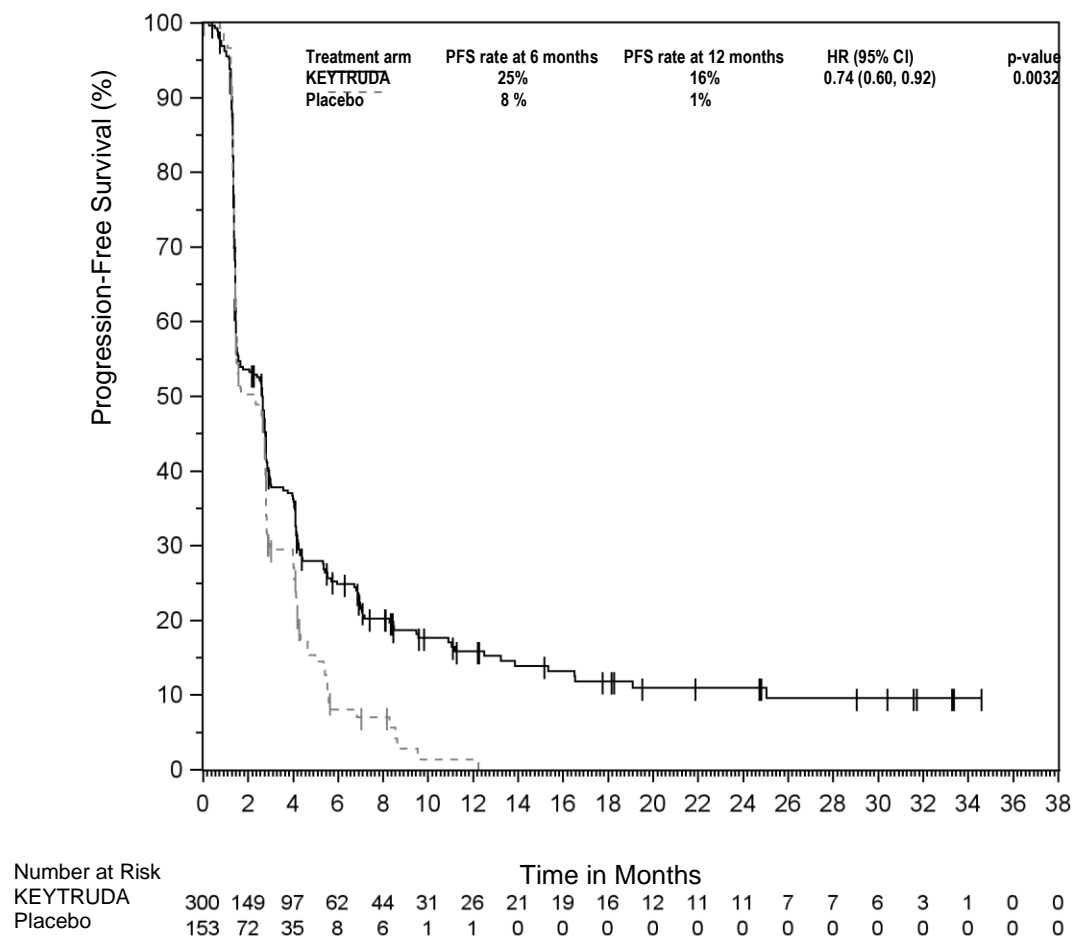 Treatment arm PFS rate at 6 months PFS rate at 12 months HR (95% CI) p-value
KEYTRUDA 25% 16% 0.74 (0.60, 0.92) 0.0032
Placebo 8 % 1%
Progression-Free Survival (%)
100
90
80
70
60
50
40
30
20
10
0
0 2 4 6 8 10 12 14 16 18 20 22 24 26 28 30 32 34 36 38
Time in Months
Number at Risk
KEYTRUDA 300 149 97 62 44 31 26 21 19 16 12 11 11 7 7 6 3 1 0 0
Placebo 153 72 35 8 6 1 1 0 0 0 0 0 0 0 0 0 0 0 0 0